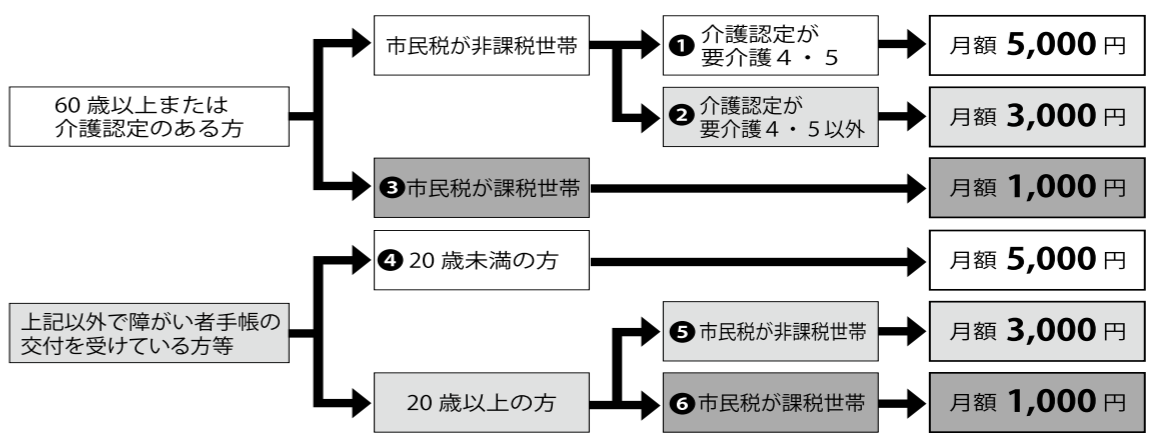 60 歳以上または
介護認定のある方
市民税が非課税世帯
❶ 介護認定が
要介護４・５
月額 5,000 円
❷ 介護認定が
要介護４・５以外
月額 3,000 円
❸ 市民税が課税世帯
月額 1,000 円
上記以外で障がい者手帳の
交付を受けている方等
❹ 20 歳未満の方
月額 5,000 円
20 歳以上の方
❺ 市民税が非課税世帯
月額 3,000 円
❻ 市民税が課税世帯
月額 1,000 円